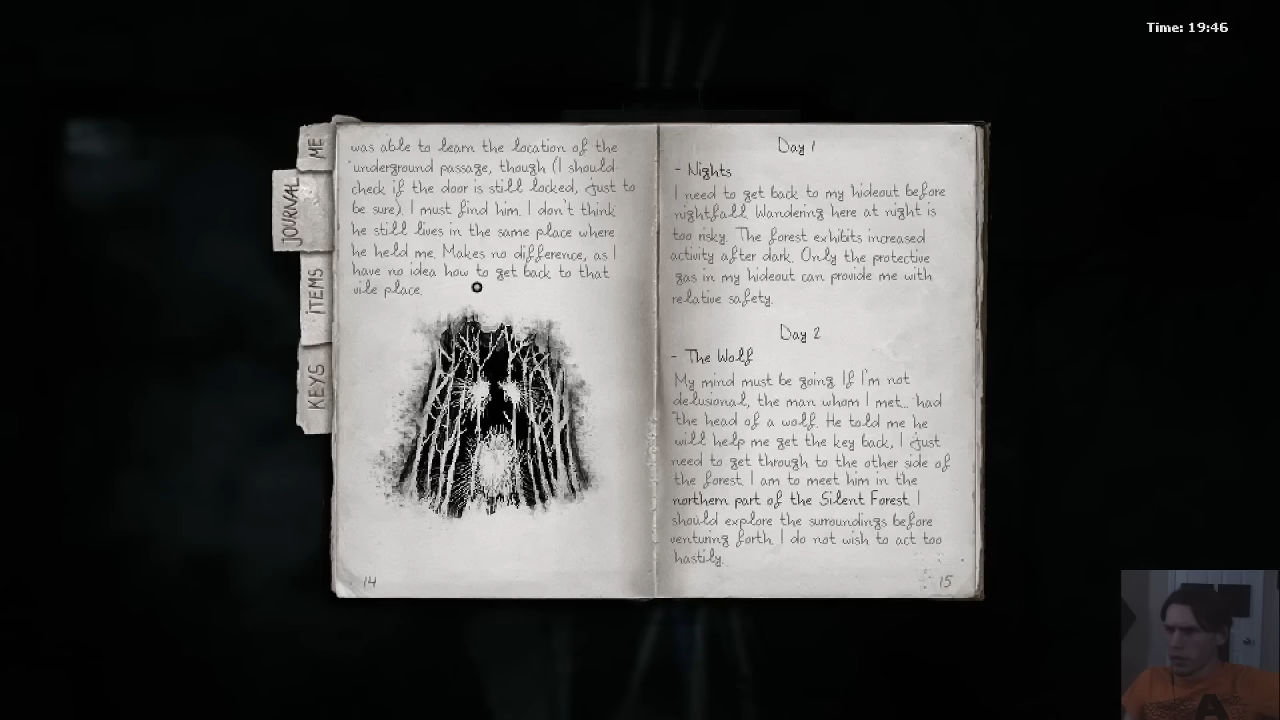 Time: 19:46
ME
JOURNAL
ITEMS
KEYS
was able to learn the location of the
underground passage, though (I should
check if the door is still locked, just to
be sure). I must find him. I don't think
he still lives in the same place where
he held me. Makes no difference, as I
have no idea how to get back to that
vile place.
14
Day 1
- Nights
I need to get back to my hideout before
nightfall. Wandering here at night is
too risky. The forest exhibits increased
activity after dark. Only the protective
gas in my hideout can provide me with
relative safety.
Day 2
- The Wolf
My mind must be going. If I'm not
delusional, the man whom I met... had
the head of a wolf. He told me he
will help me get the key back, I just
need to get through to the other side of
the forest. I am to meet him in the
northern part of the Silent Forest. I
should explore the surroundings before
venturing forth. I do not wish to act too
hastily.
15